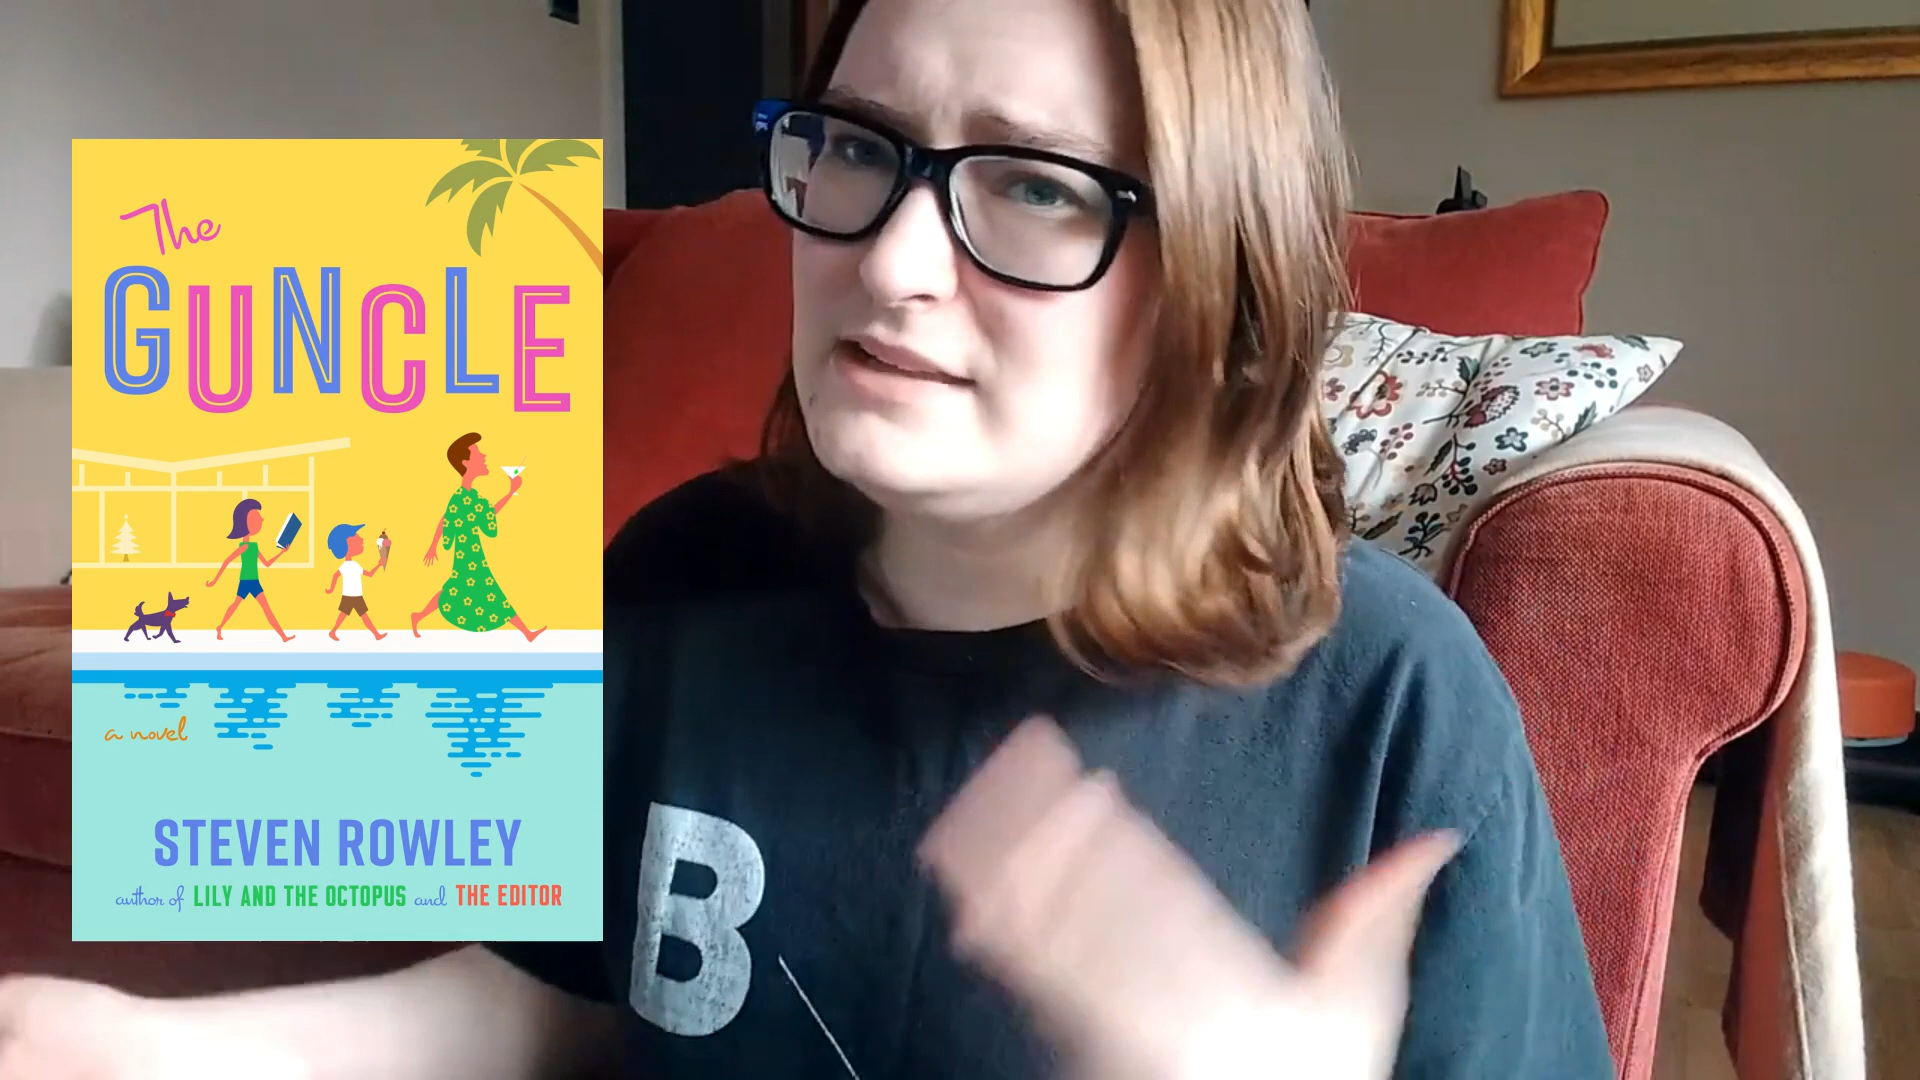 The
GUNCLE
a novel
STEVEN ROWLEY
author of LILY AND THE OCTOPUS and THE EDITOR
B